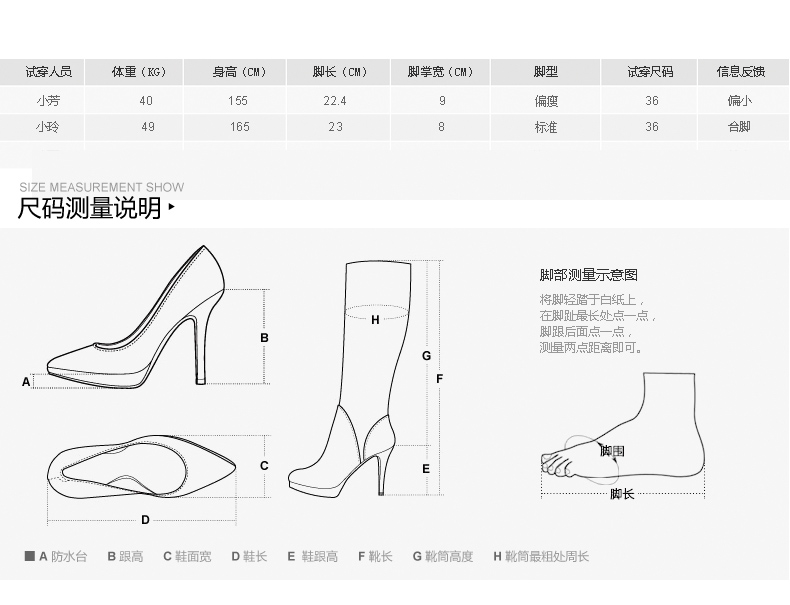 试穿人员 体重（KG） 身高（CM） 脚长（CM） 脚掌宽（CM） 脚型 试穿尺码 信息反馈
小芳 40 155 22.4 9 偏瘦 36 偏小
小玲 49 165 23 8 标准 36 合脚
SIZE MEASUREMENT SHOW
尺码测量说明
脚部测量示意图
将脚轻踏于白纸上，
在脚趾最长处点一点，
脚跟后面点一点，
测量两点距离即可。
A
B
C
D
H
G
F
E
脚围
脚长
A 防水台 B 跟高 C 鞋面宽 D 鞋长 E 鞋跟高 F 靴长 G 靴筒高度 H 靴筒最粗处周长